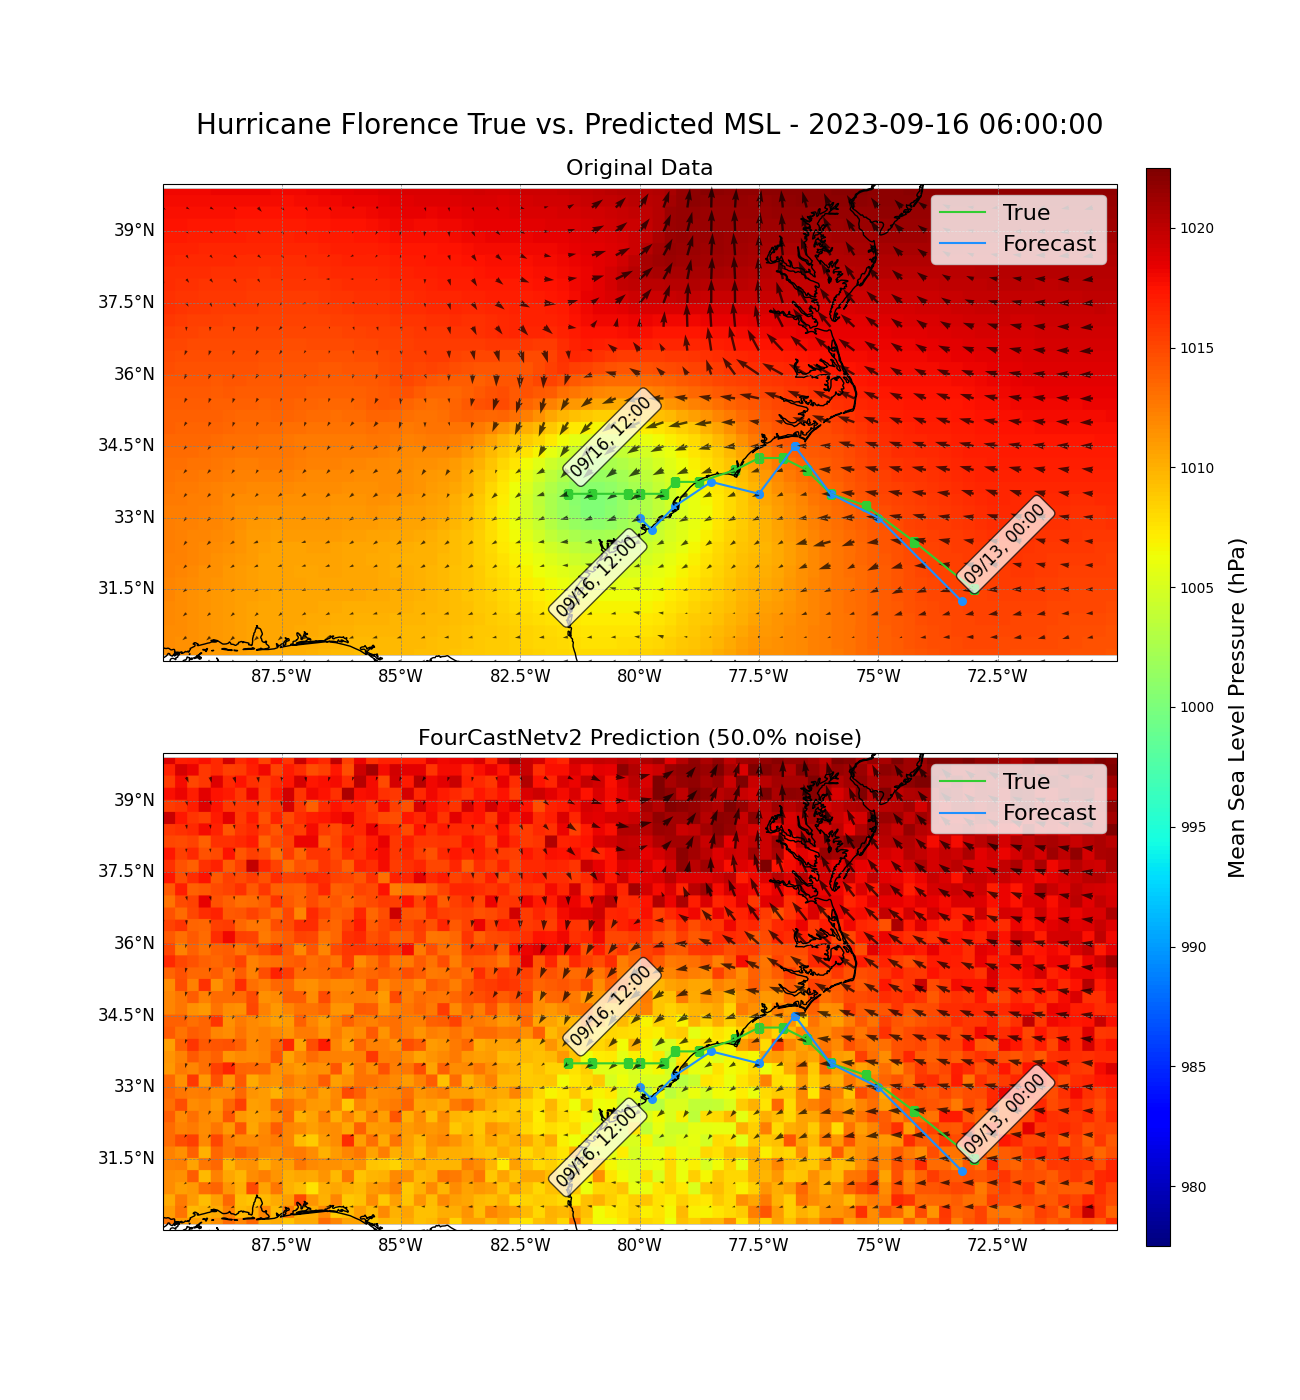 Hurricane Florence True vs. Predicted MSL - 2023-09-16 06:00:00
Original Data
True
Forecast
39°N
37.5°N
36°N
34.5°N
33°N
31.5°N
09/16, 12:00
09/16, 12:00
09/13, 00:00
87.5°W 85°W 82.5°W 80°W 77.5°W 75°W 72.5°W
FourCastNetv2 Prediction (50.0% noise)
True
Forecast
39°N
37.5°N
36°N
34.5°N
33°N
31.5°N
09/16, 12:00
09/16, 12:00
09/13, 00:00
87.5°W 85°W 82.5°W 80°W 77.5°W 75°W 72.5°W
1020
1015
1010
1005
1000
995
990
985
980
Mean Sea Level Pressure (hPa)